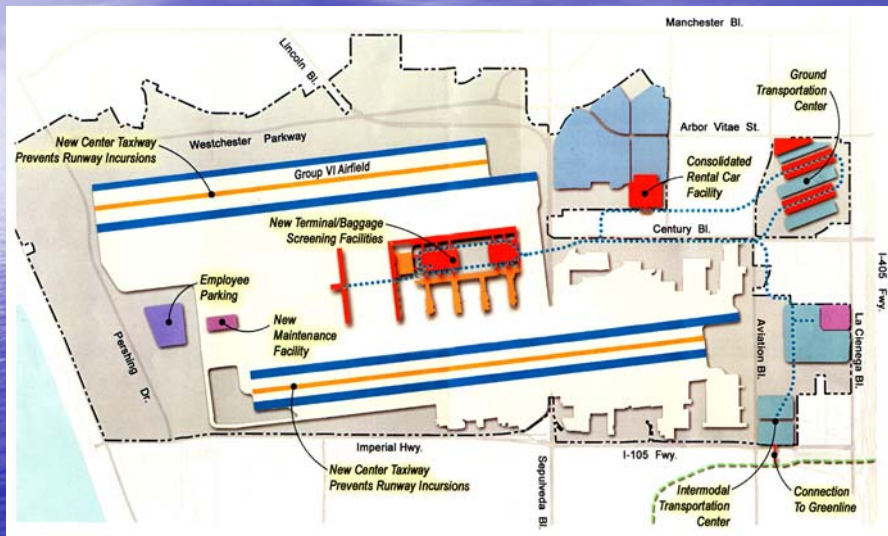 Manchester Bl.
Lincoln Bl.
Ground
Transportation
Center
New Center Taxiway
Prevents Runway Incursions
Westchester Parkway
Arbor Vitae St.
Group VI Airfield
Consolidated
Rental Car
Facility
New Terminal/Baggage
Screening Facilities
Century Bl.
I-405 Fwy.
Employee
Parking
New
Maintenance
Facility
Pershing Dr.
Aviation Bl.
La Cienega Bl.
Imperial Hwy.
I-105 Fwy.
New Center Taxiway
Prevents Runway Incursions
Sepulveda Bl.
Intermodal
Transportation
Center
Connection
To Greenline